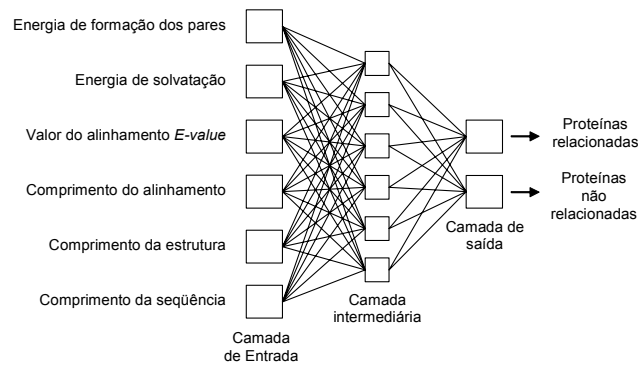 Energia de formação dos pares
Energia de solvatação
Valor do alinhamento E-value
Comprimento do alinhamento
Comprimento da estrutura
Comprimento da seqüência
Camada
de Entrada
Camada
intermediária
Camada de
saída
Proteínas
relacionadas
Proteínas
não
relacionadas